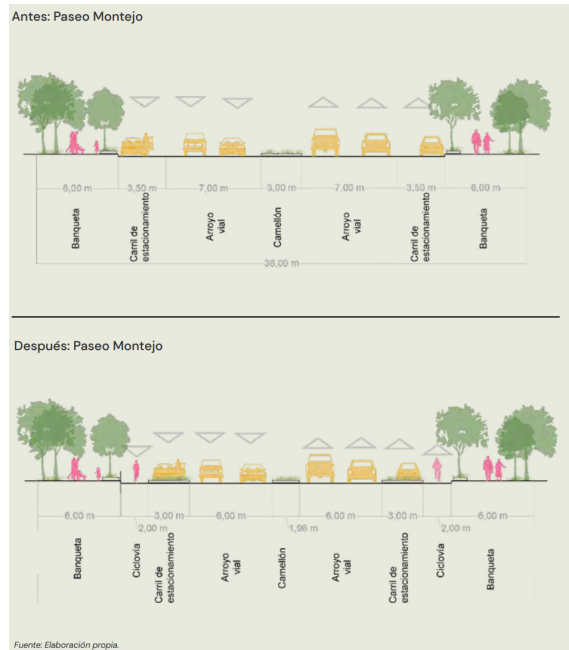 Antes: Paseo Montejo
6,00 m 3,50 m 7,00 m 3,00 m 7,00 m 3,50 m 6,00 m
Banqueta
Carril de
estacionamiento
Arroyo
vial
Camellón
Arroyo
vial
Carril de
estacionamiento
Banqueta
36,00 m
Después: Paseo Montejo
6,00 m 3,00 m 6,00 m 6,00 m 3,00 m 6,00 m
2,00 m 1,96 m 2,00 m
Banqueta
Ciclovía
Carril de
estacionamiento
Arroyo
vial
Camellón
Arroyo
vial
Carril de
estacionamiento
Ciclovía
Banqueta
Fuente: Elaboración propia.